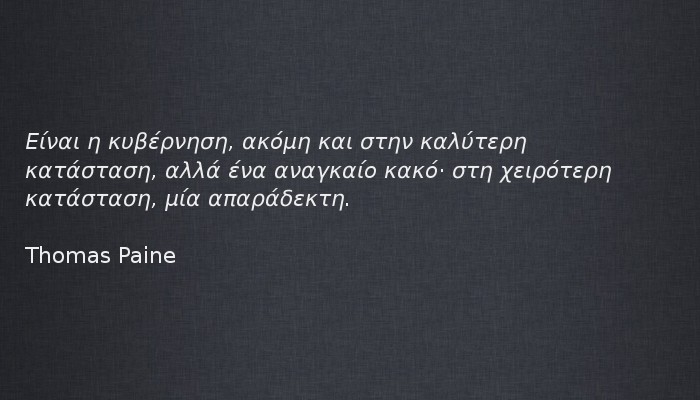 Είναι η κυβέρνηση, ακόμη και στην καλύτερη
κατάσταση, αλλά ένα αναγκαίο κακό· στη χειρότερη
κατάσταση, μία απαράδεκτη.
Thomas Paine